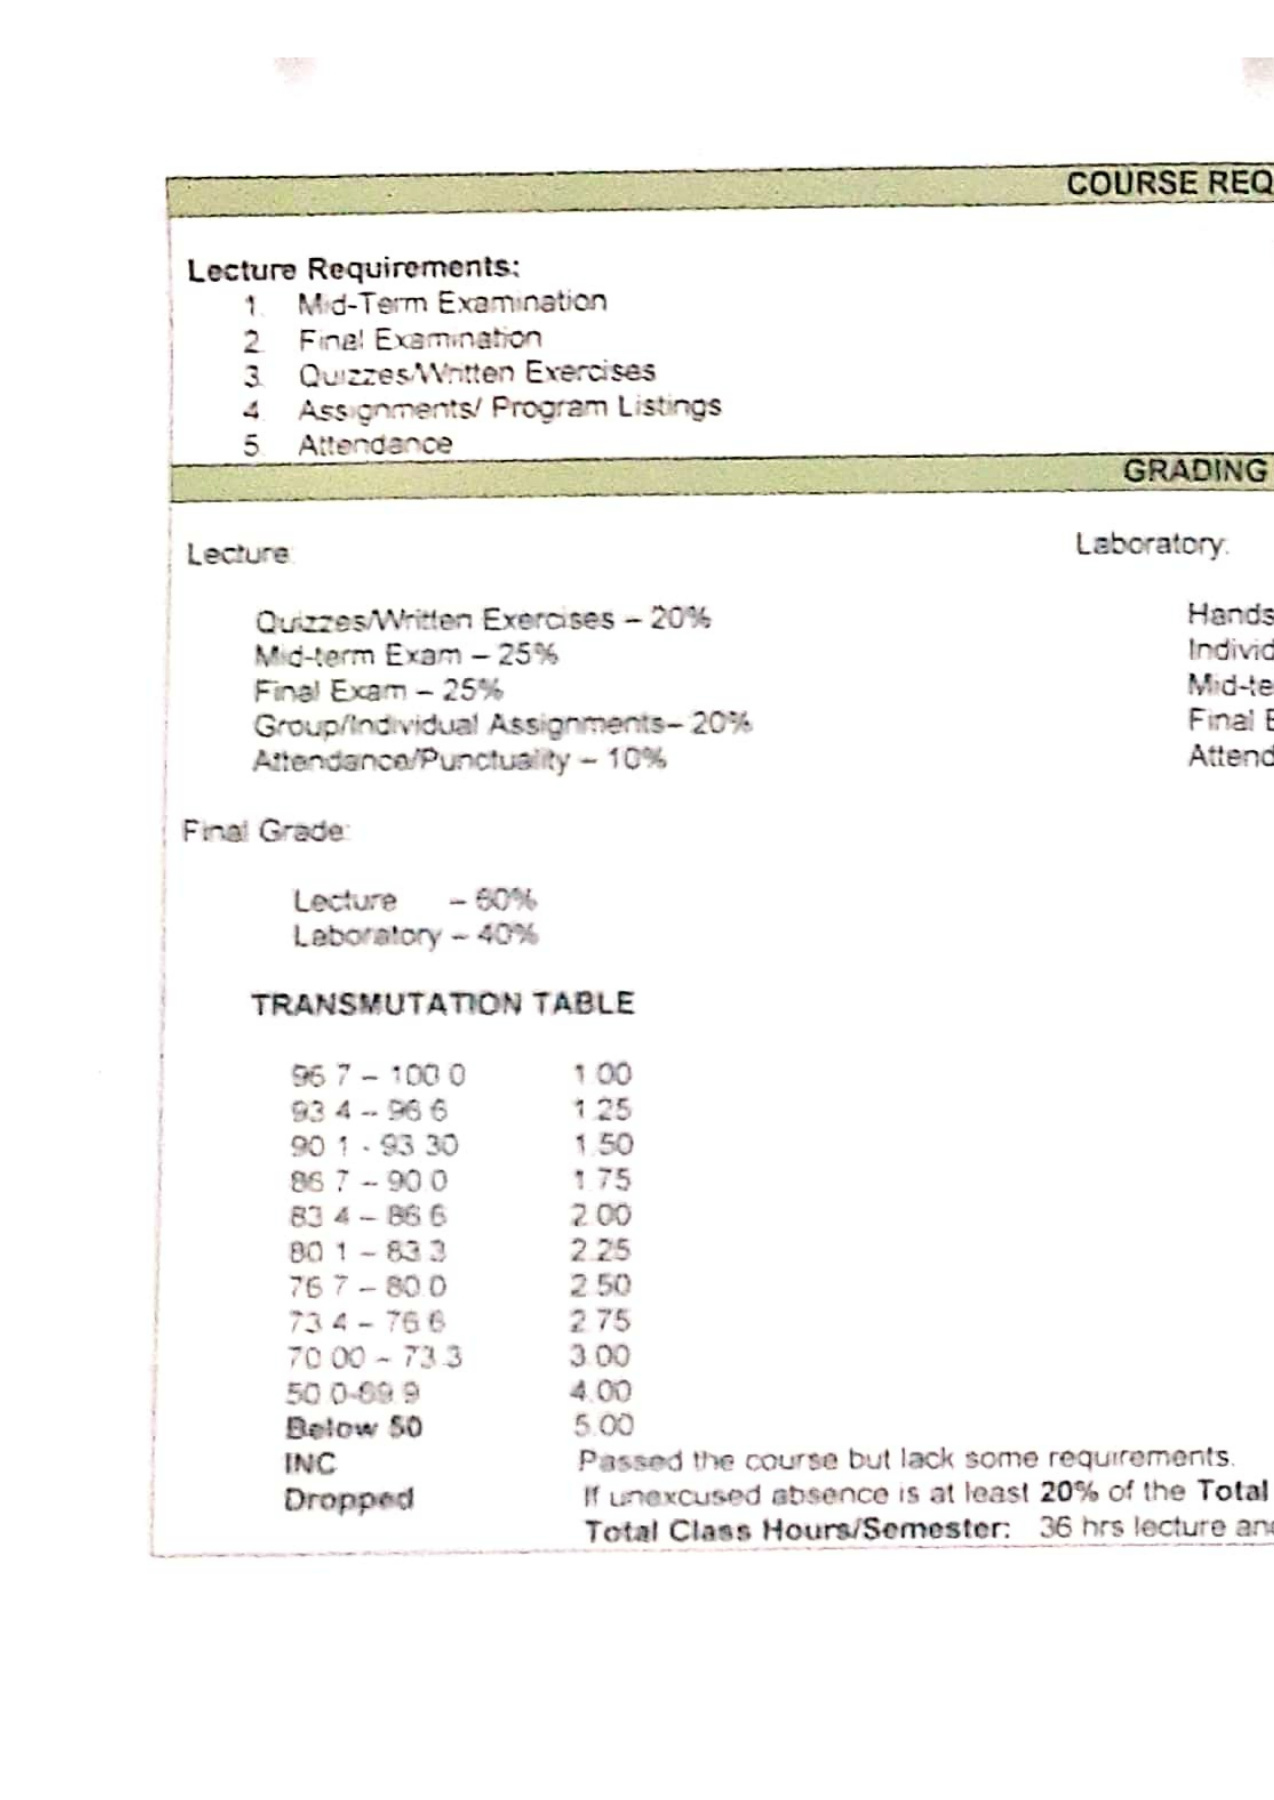 COURSE REQ
Lecture Requirements:
1. Mid-Term Examination
2. Final Examination
3. Quizzes/Written Exercises
4. Assignments/ Program Listings
5. Attendance
GRADING
Lecture:
Laboratory:
Quizzes/Written Exercises – 20%
Hands
Mid-term Exam – 25%
Individ
Final Exam – 25%
Mid-te
Group/Individual Assignments– 20%
Final E
Attendance/Punctuality – 10%
Attend
Final Grade:
Lecture – 60%
Laboratory – 40%
TRANSMUTATION TABLE
96.7 – 100.0 1.00
93.4 – 96.6 1.25
90.1 - 93.30 1.50
86.7 – 90.0 1.75
83.4 – 86.6 2.00
80.1 – 83.3 2.25
76.7 – 80.0 2.50
73.4 – 76.6 2.75
70.00 – 73.3 3.00
50.0-69.9 4.00
Below 50 5.00
INC Passed the course but lack some requirements.
Dropped If unexcused absence is at least 20% of the Total
Total Class Hours/Semester: 36 hrs lecture and